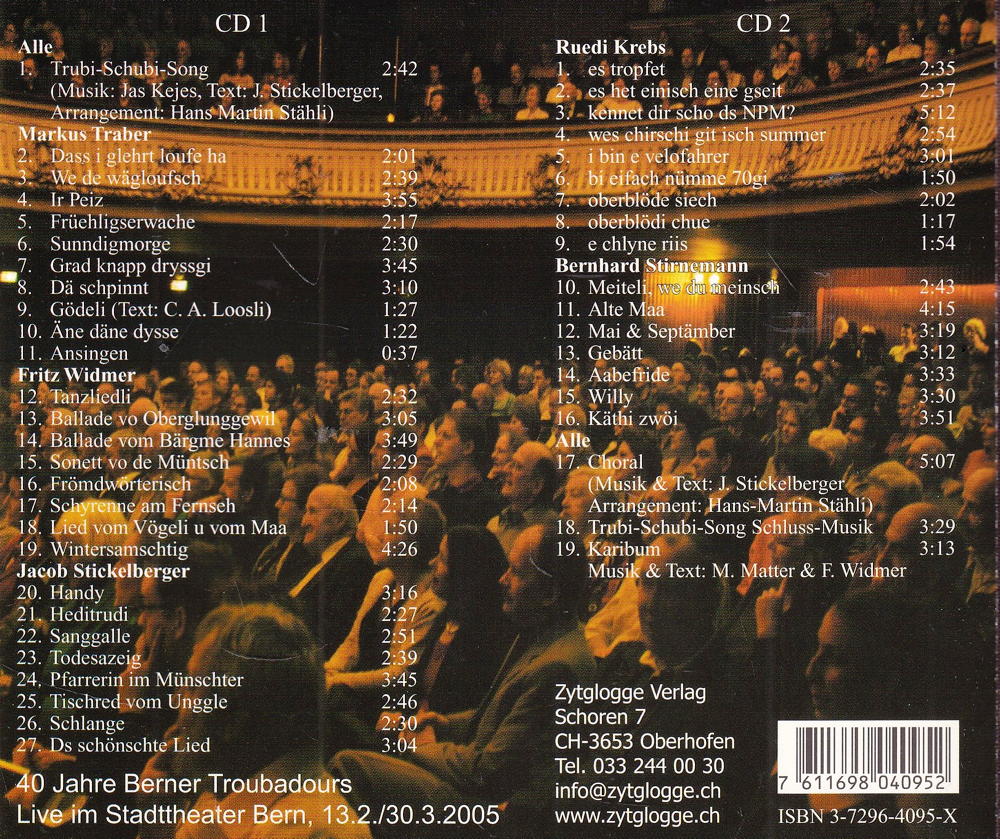 CD 1
Alle
1. Trubi-Schubi-Song 2:42
(Musik: Jas Kejes, Text: J. Stickelberger,
Arrangement: Hans Martin Stähli)
Markus Traber
2. Dass i glehrt loufe ha 2:01
3. We de wägloufsch 2:39
4. Ir Peiz 3:55
5. Früehligserwache 2:17
6. Sunndigmorge 2:30
7. Grad knapp dryssgi 3:45
8. Dä schpinnt 3:10
9. Gödeli (Text: C. A. Loosli) 1:27
10. Äne däne dysse 1:22
11. Ansingen 0:37
Fritz Widmer
12. Tanzliedli 2:32
13. Ballade vo Oberglunggewil 3:05
14. Ballade vom Bärgme Hannes 3:49
15. Sonett vo de Müntsch 2:29
16. Frömdwörterisch 2:08
17. Schyrenne am Fernseh 2:14
18. Lied vom Vögeli u vom Maa 1:50
19. Wintersamschtig 4:26
Jacob Stickelberger
20. Handy 3:16
21. Heditrudi 2:27
22. Sanggalle 2:51
23. Todesazeig 2:39
24. Pfarrerin im Münschter 3:45
25. Tischred vom Unggle 2:46
26. Schlange 2:30
27. Ds schönschte Lied 3:04
40 Jahre Berner Troubadours
Live im Stadttheater Bern, 13.2./30.3.2005
CD 2
Ruedi Krebs
1. es tropfet 2:35
2. es het einisch eine gseit 2:37
3. kennet dir scho ds NPM? 5:12
4. wes chirschi git isch summer 2:54
5. i bin e velofahrer 3:01
6. bi eifach nümme 70gi 1:50
7. oberblöde siech 2:02
8. oberblödi chue 1:17
9. e chlyne riis 1:54
Bernhard Stirnemann
10. Meiteli, we du meinsch 2:43
11. Alte Maa 4:15
12. Mai & Septämber 3:19
13. Gebätt 3:12
14. Aabefride 3:33
15. Willy 3:30
16. Käthi zwöi 3:51
Alle
17. Choral 5:07
(Musik & Text: J. Stickelberger
Arrangement: Hans-Martin Stähli)
18. Trubi-Schubi-Song Schluss-Musik 3:29
19. Karibum 3:13
Musik & Text: M. Matter & F. Widmer
Zytglogge Verlag
Schoren 7
CH-3653 Oberhofen
Tel. 033 244 00 30
info@zytglogge.ch
www.zytglogge.ch
7 611698 040952
ISBN 3-7296-4095-X